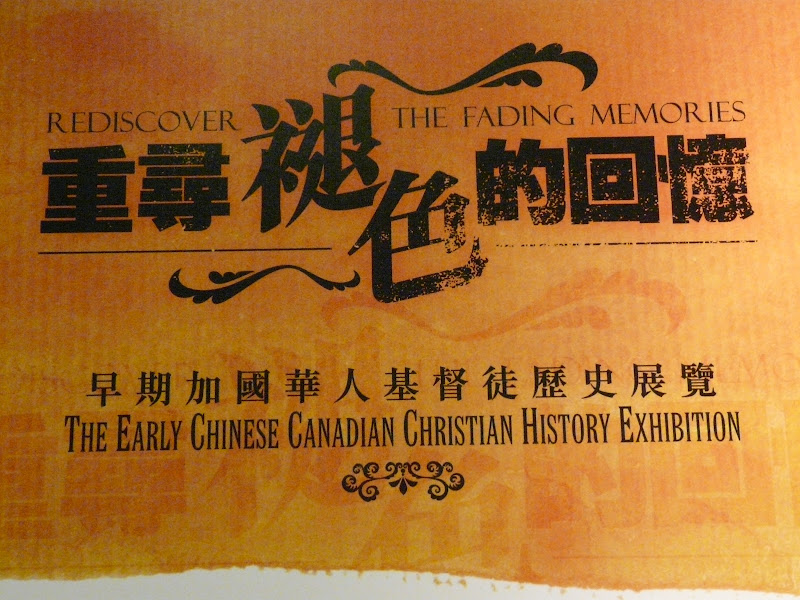 REDISCOVER THE FADING MEMORIES
重尋褪色的回憶
早期加國華人基督徒歷史展覽
THE EARLY CHINESE CANADIAN CHRISTIAN HISTORY EXHIBITION